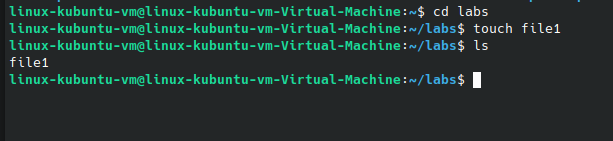 linux-kubuntu-vm@linux-kubuntu-vm-Virtual-Machine:~$ cd labs
linux-kubuntu-vm@linux-kubuntu-vm-Virtual-Machine:~/labs$ touch file1
linux-kubuntu-vm@linux-kubuntu-vm-Virtual-Machine:~/labs$ ls
file1
linux-kubuntu-vm@linux-kubuntu-vm-Virtual-Machine:~/labs$